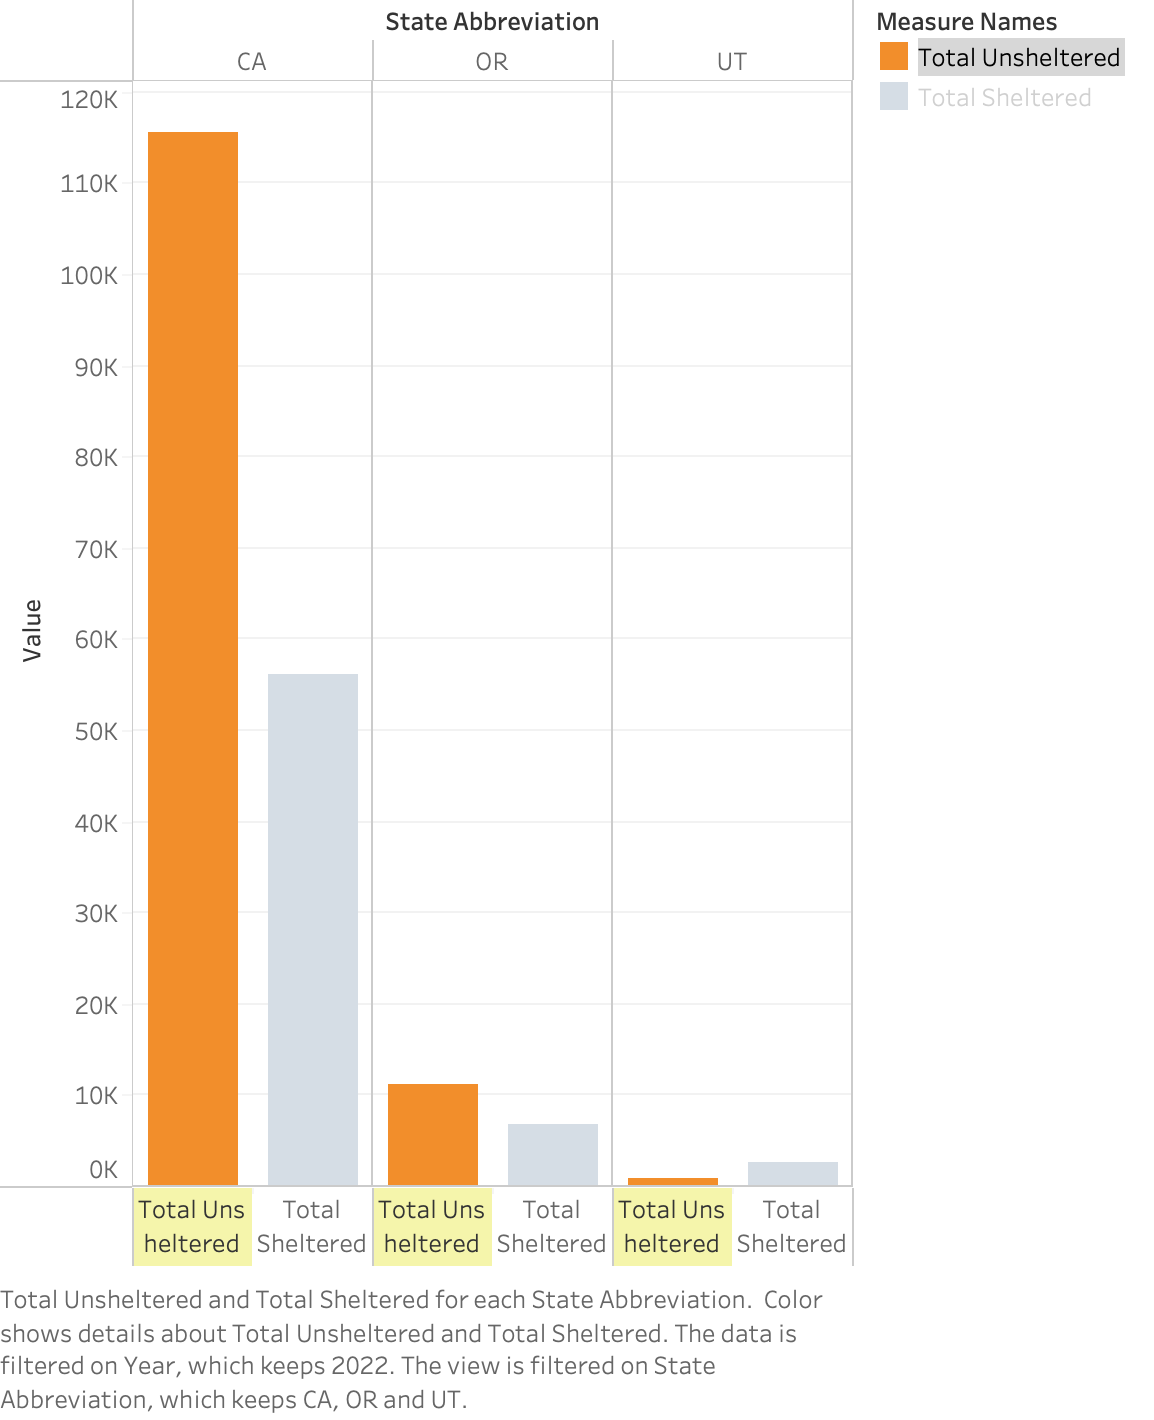 State Abbreviation
Measure Names
CA
OR
UT
Total Unsheltered
Total Sheltered
120K
110K
100K
90K
80K
70K
60K
50K
40K
30K
20K
10K
0K
Value
Total Uns
heltered
Total
Sheltered
Total Uns
heltered
Total
Sheltered
Total Uns
heltered
Total
Sheltered
Total Unsheltered and Total Sheltered for each State Abbreviation.  Color
shows details about Total Unsheltered and Total Sheltered. The data is
filtered on Year, which keeps 2022. The view is filtered on State
Abbreviation, which keeps CA, OR and UT.